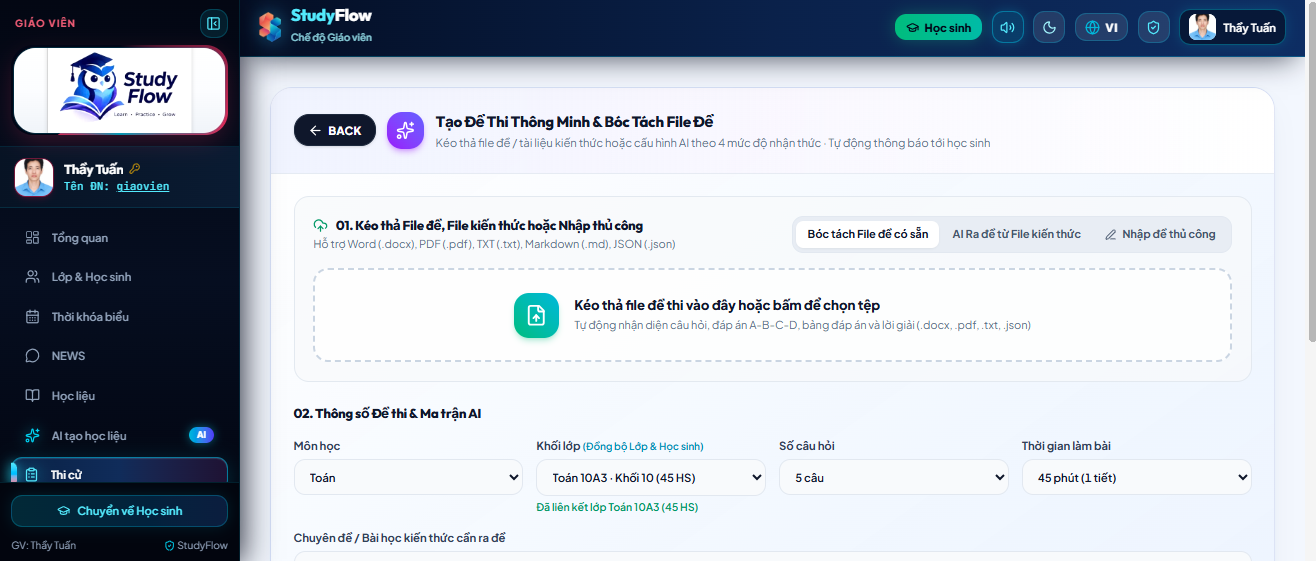 GIÁO VIÊN
Study
Flow
Learn • Practice • Grow
Thầy Tuấn
Tên ĐN: giaovien
Tổng quan
Lớp & Học sinh
Thời khóa biểu
NEWS
Học liệu
AI tạo học liệu AI
Thi cử
Chuyển về Học sinh
GV: Thầy Tuấn StudyFlow
StudyFlow
Chế độ Giáo viên
Học sinh VI Thầy Tuấn
BACK
Tạo Đề Thi Thông Minh & Bóc Tách File Đề
Kéo thả file đề / tài liệu kiến thức hoặc cấu hình AI theo 4 mức độ nhận thức · Tự động thông báo tới học sinh
01. Kéo thả File đề, File kiến thức hoặc Nhập thủ công
Hỗ trợ Word (.docx), PDF (.pdf), TXT (.txt), Markdown (.md), JSON (.json)
Bóc tách File đề có sẵn AI Ra đề từ File kiến thức Nhập đề thủ công
Kéo thả file đề thi vào đây hoặc bấm để chọn tệp
Tự động nhận diện câu hỏi, đáp án A-B-C-D, bảng đáp án và lời giải (.docx, .pdf, .txt, .json)
02. Thông số Đề thi & Ma trận AI
Môn học Khối lớp (Đồng bộ Lớp & Học sinh) Số câu hỏi Thời gian làm bài
Toán Toán 10A3 · Khối 10 (45 HS) 5 câu 45 phút (1 tiết)
Đã liên kết lớp Toán 10A3 (45 HS)
Chuyên đề / Bài học kiến thức cần ra đề